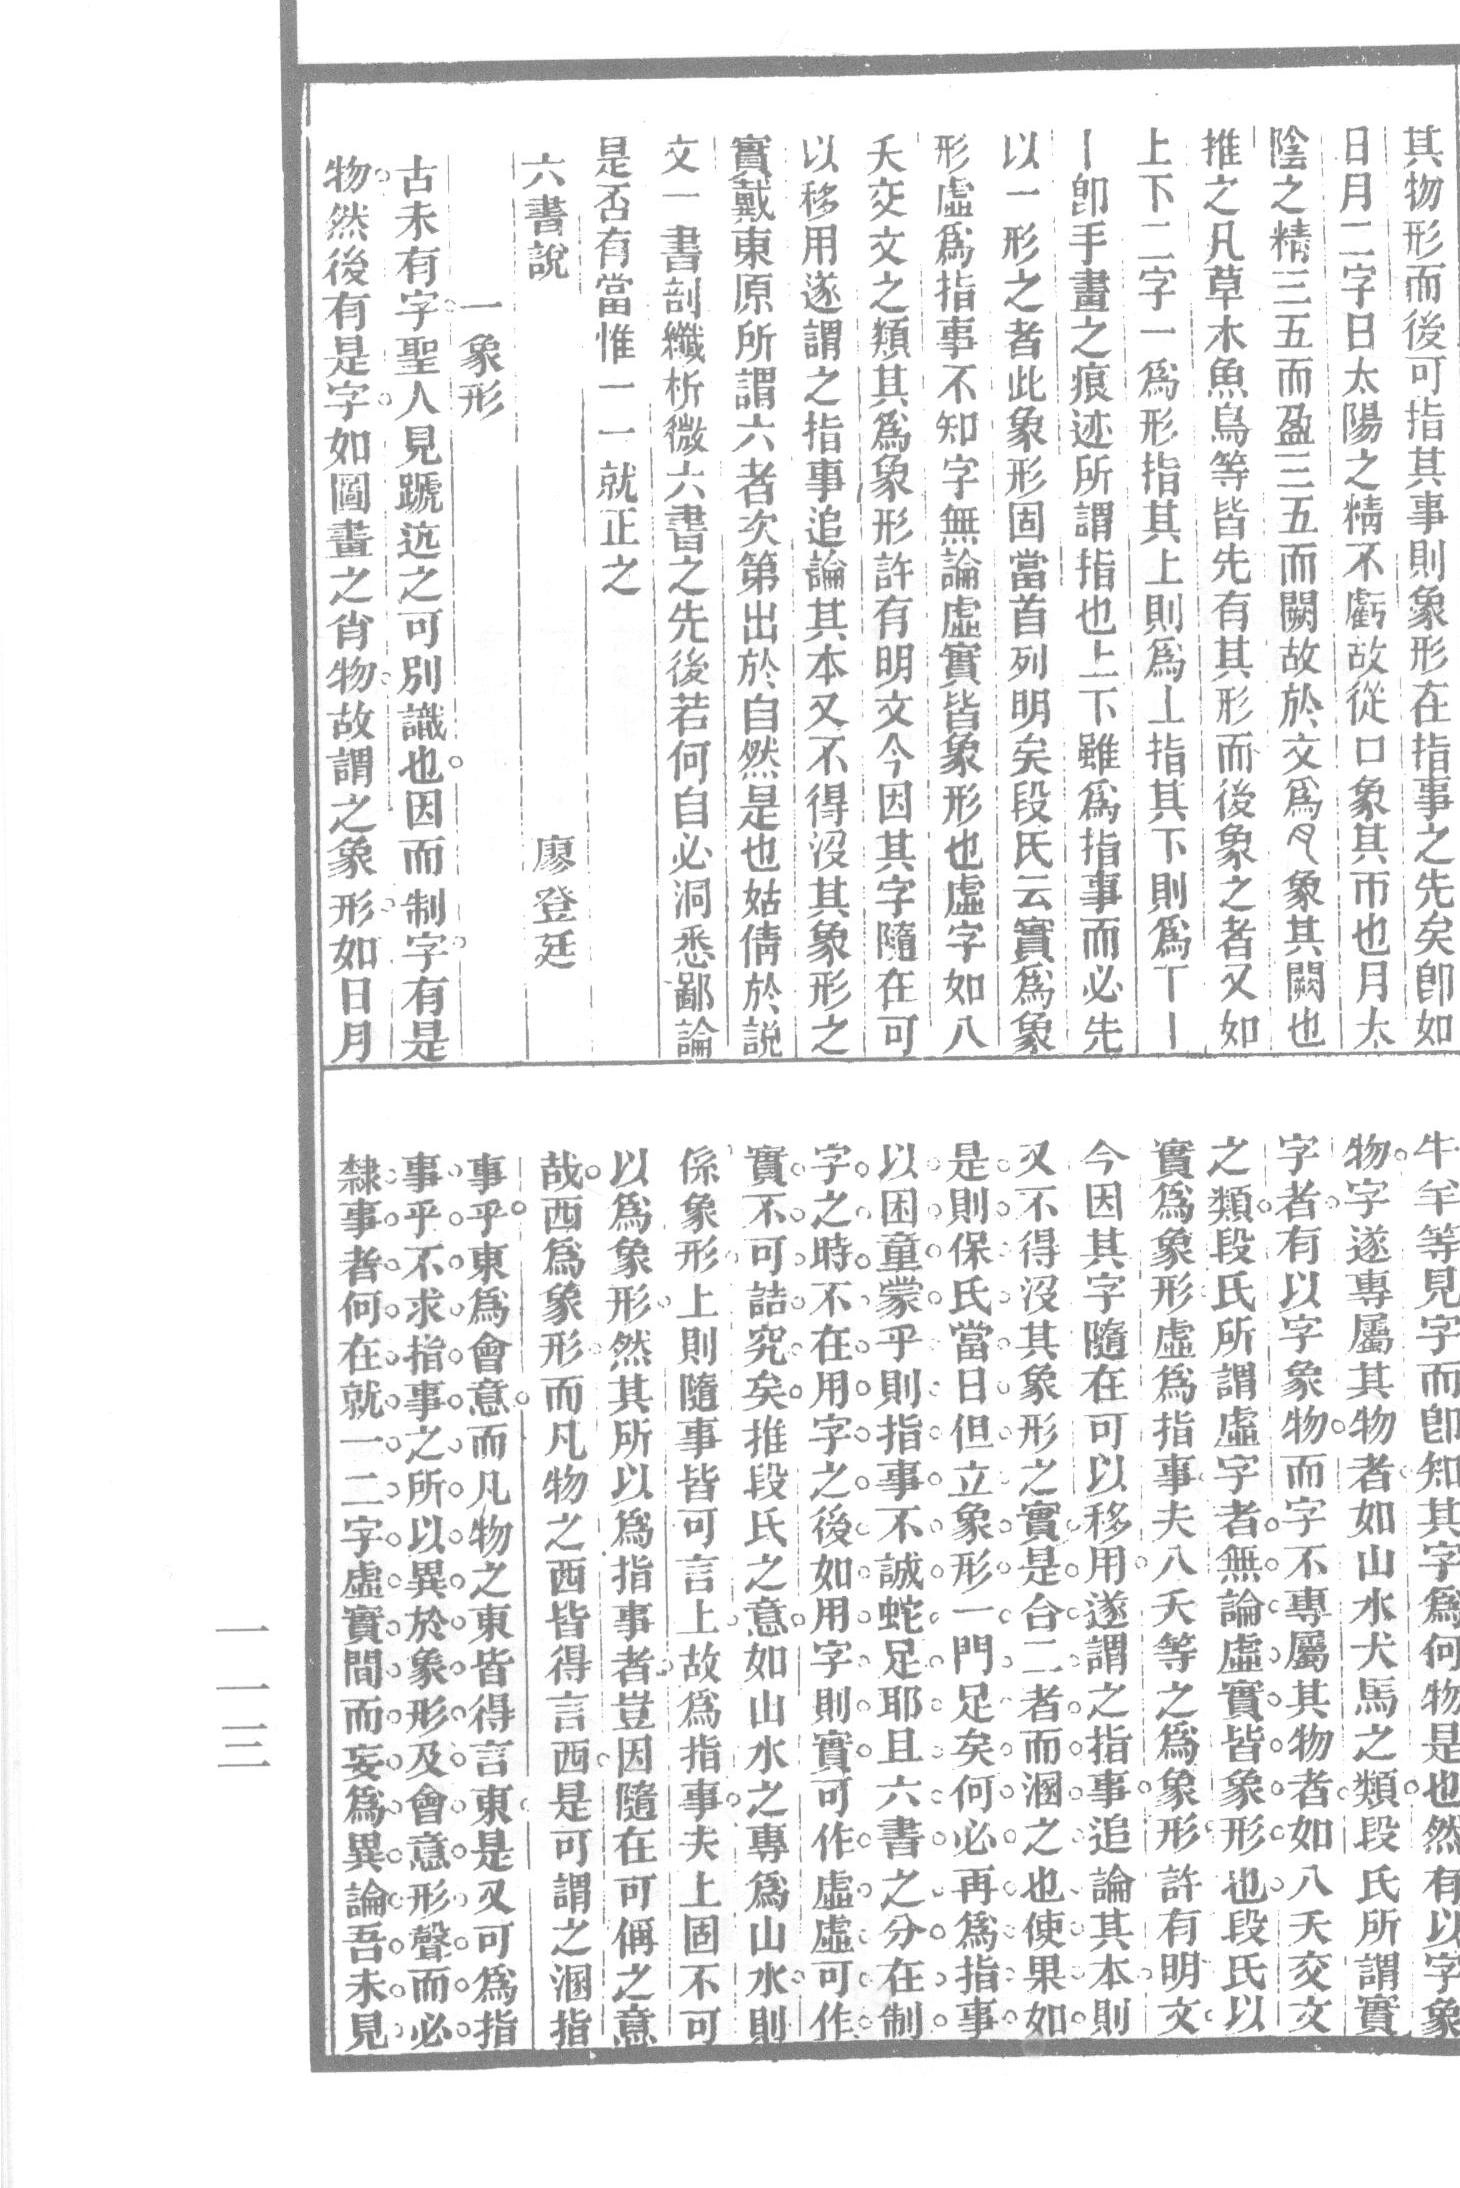 其物形而後可指其事則象形在指事之先矣卽如
日月二字日太陽之精不虧故從口象其帀也月太
陰之精三五而盈三五而闕故於文爲象其闕也
推之凡草木魚鳥等皆先有其形而後象之者又如
上下二字一爲形指其上則爲丄指其下則爲丅丨
丨卽手畫之痕迹所謂指也上下雖爲指事而必先
以一形之者此象形固當首列明矣段氏云實爲象
形虛爲指事不知字無論虛實皆象形也虛字如八
夭交文之類其爲象形許有明文今因其字隨在可
以移用遂謂之指事追論其本又不得沒其象形之
實戴東原所謂六者次第出於自然是也姑倩於說
文一書剖纖析微六書之先後若何自必洞悉鄙論
是否有當惟一一就正之
六書說 廖登廷
一象形
古未有字聖人見蹏迒之可別識也因而制字有是
物然後有是字如圖畫之肖物故謂之象形如日月
牛羊等見字而卽知其字爲何物是也然有以字象
物字遂專屬其物者如山水犬馬之類段氏所謂實
字者有以字象物而字不專屬其物者如八夭交文
之類段氏所謂虛字者無論虛實皆象形也段氏以
實爲象形虛爲指事夫八夭等之爲象形許有明文
今因其字隨在可以移用遂謂之指事追論其本則
又不得沒其象形之實是合二者而溷之也使果如
是則保氏當日但立象形一門足矣何必再爲指事
以困童蒙乎則指事不誠蛇足耶且六書之分在制
字之時不在用字之後如用字則實可作虛虛可作
實不可詰究矣推段氏之意如山水之專爲山水則
係象形上則隨事皆可言上故爲指事夫上固不可
以爲象形然其所以爲指事者豈因隨在可偁之意
哉西爲象形而凡物之西皆得言西是可謂之溷指
事乎東爲會意而凡物之東皆得言東是又可爲指
事乎不求指事之所以異於象形及會意形聲而必
隸事者何在就一二字虛實間而妄爲異論吾未見
一一三